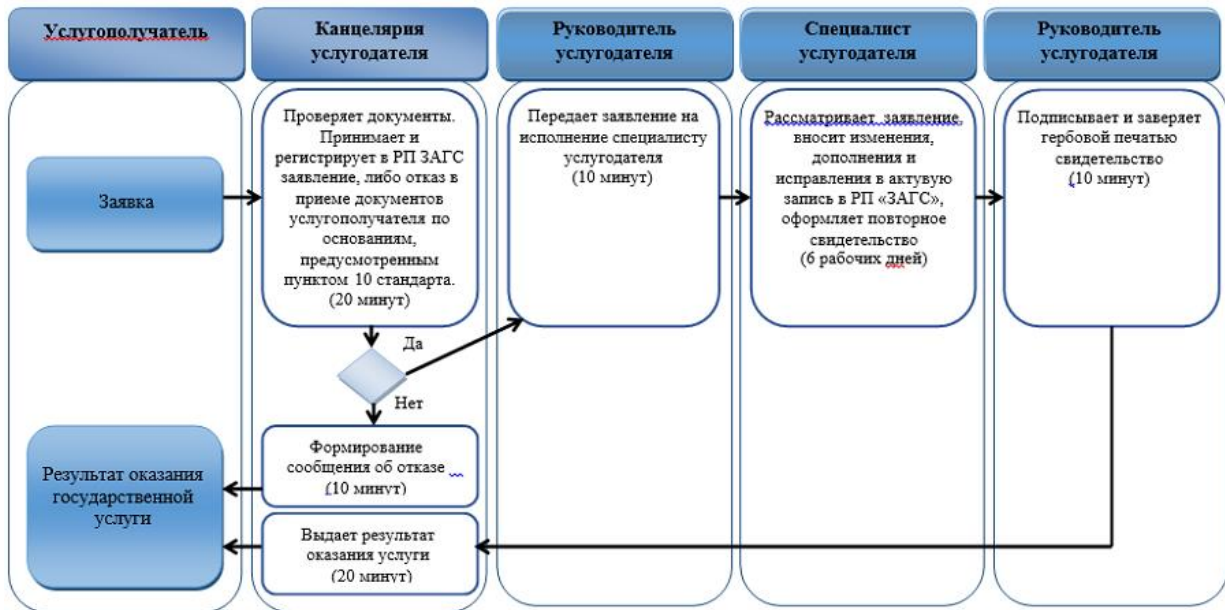 Услугополучатель
Канцелярия
услугодателя
Руководитель
услугодателя
Специалист
услугодателя
Руководитель
услугодателя
Заявка
Проверяет документы.
Принимает и
регистрирует в РП ЗАГС
заявление, либо отказ в
приеме документов
услугополучателя по
основаниям,
предусмотренным
пунктом 10 стандарта.
(20 минут)
Передает заявление на
исполнение специалисту
услугодателя
(10 минут)
Рассматривает заявление,
вносит изменения,
дополнения и
исправления в актувую
запись в РП «ЗАГС»,
оформляет повторное
свидетельство
(6 рабочих дней)
Подписывает и заверяет
гербовой печатью
свидетельство
(10 минут)
Да
Нет
Формирование
сообщения об отказе
(10 минут)
Результат оказания
государственной
услуги
Выдает результат
оказания услуги
(20 минут)